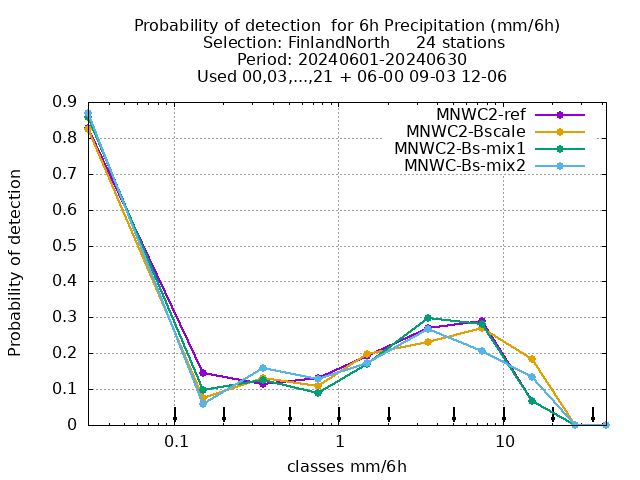 Probability of detection  for 6h Precipitation (mm/6h)
Selection: FinlandNorth     24 stations
Period: 20240601-20240630
Used 00,03,...,21 + 06-00 09-03 12-06
MNWC2-ref
MNWC2-Bscale
MNWC2-Bs-mix1
MNWC-Bs-mix2
Probability of detection
0.9
0.8
0.7
0.6
0.5
0.4
0.3
0.2
0.1
0
0.1 1 10
classes mm/6h